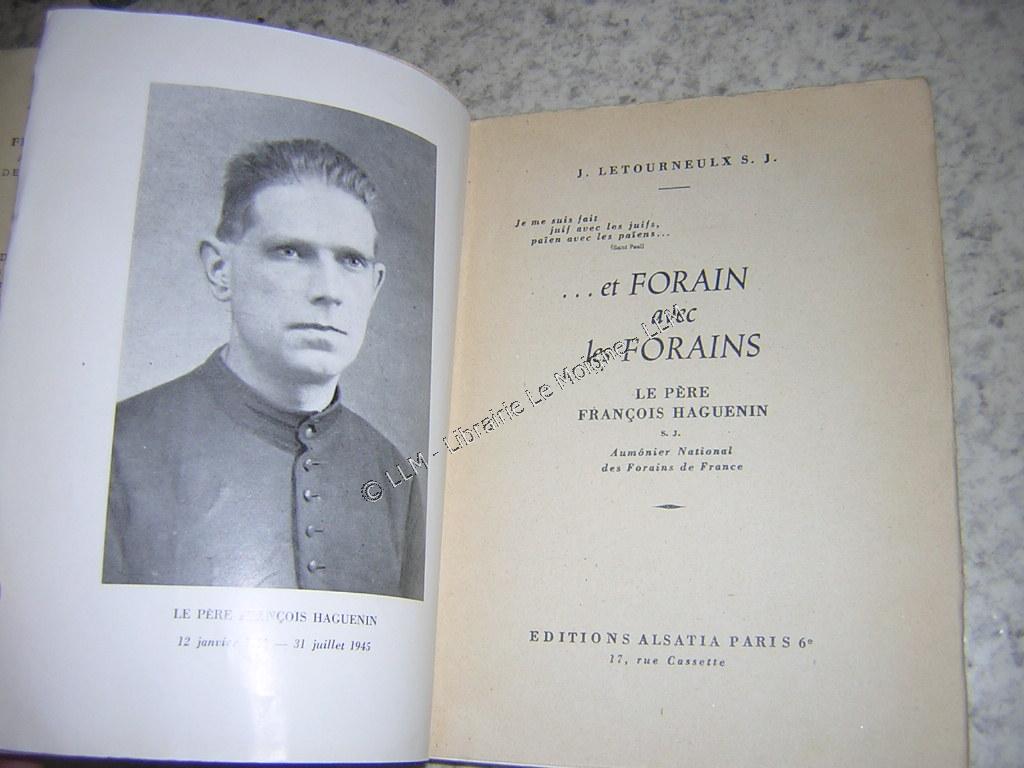 LE PÈRE FRANÇOIS HAGUENIN
12 janvier — 31 juillet 1945
J. LETOURNEULX S. J.
Je me suis fait
juif avec les juifs,
païen avec les païens...
(Saint Paul)
...et FORAIN
avec
les FORAINS
LE PÈRE
FRANÇOIS HAGUENIN
S. J.
Aumônier National
des Forains de France
EDITIONS ALSATIA PARIS 6e
17, rue Cassette
© LLM - Librairie Le Moigne - LLM